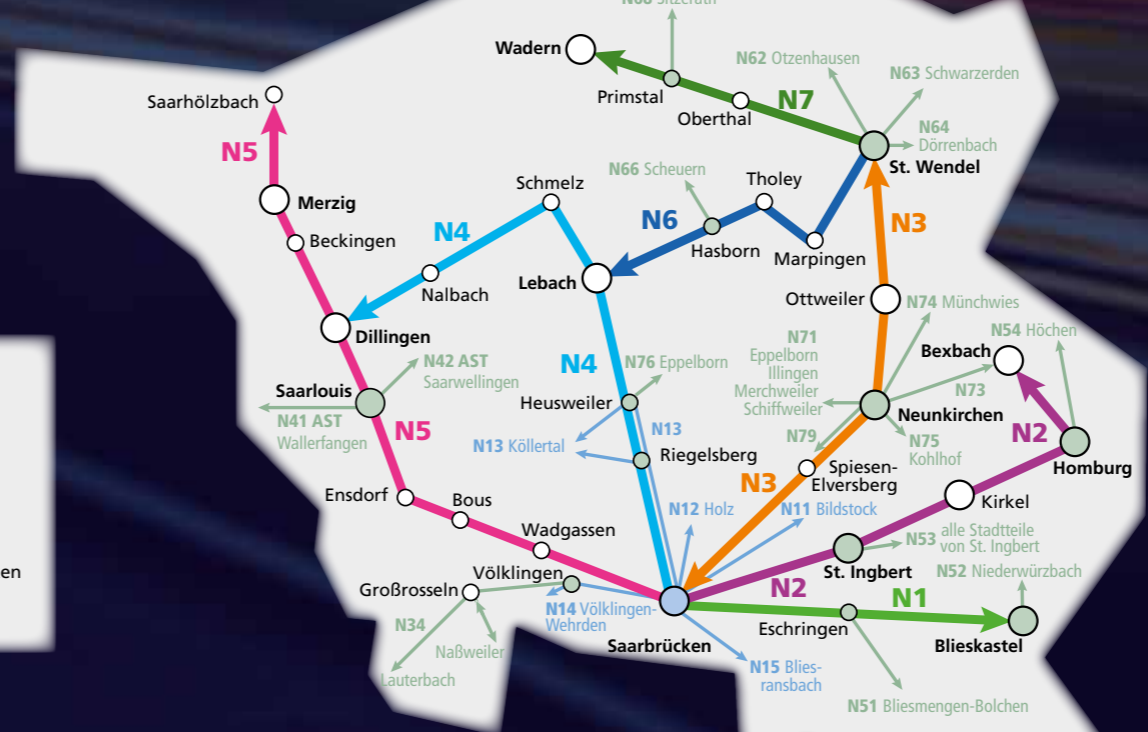 N68 Sitzerath
Wadern
N62 Otzenhausen
N63 Schwarzerden
Saarhölzbach
Primstal
N7
Oberthal
N64
Dörrenbach
N5
St. Wendel
N66 Scheuern
Schmelz
Tholey
Merzig
N6
N3
Beckingen
N4
Hasborn
Marpingen
Lebach
Nalbach
Ottweiler
N74 Münchwies
N54 Höchen
Dillingen
N71
Eppelborn
Illingen
Merchweiler
Schiffweiler
Bexbach
N42 AST
Saarwellingen
N4
N76 Eppelborn
Saarlouis
N73
Heusweiler
Neunkirchen
N41 AST
Wallerfangen
N5
N13
N2
N79
N75
Kohlhof
N13 Köllertal
Riegelsberg
Homburg
Spiesen-
Elversberg
N3
Ensdorf
Bous
Kirkel
N12 Holz
N11 Bildstock
Wadgassen
N53 alle Stadtteile
von St. Ingbert
St. Ingbert
Völklingen
N52 Niederwürzbach
Großrosseln
N2
N1
N14 Völklingen-
Wehrden
N34
Eschringen
Saarbrücken
Blieskastel
Naßweiler
Lauterbach
N15 Blies-
ransbach
N51 Bliesmengen-Bolchen
en